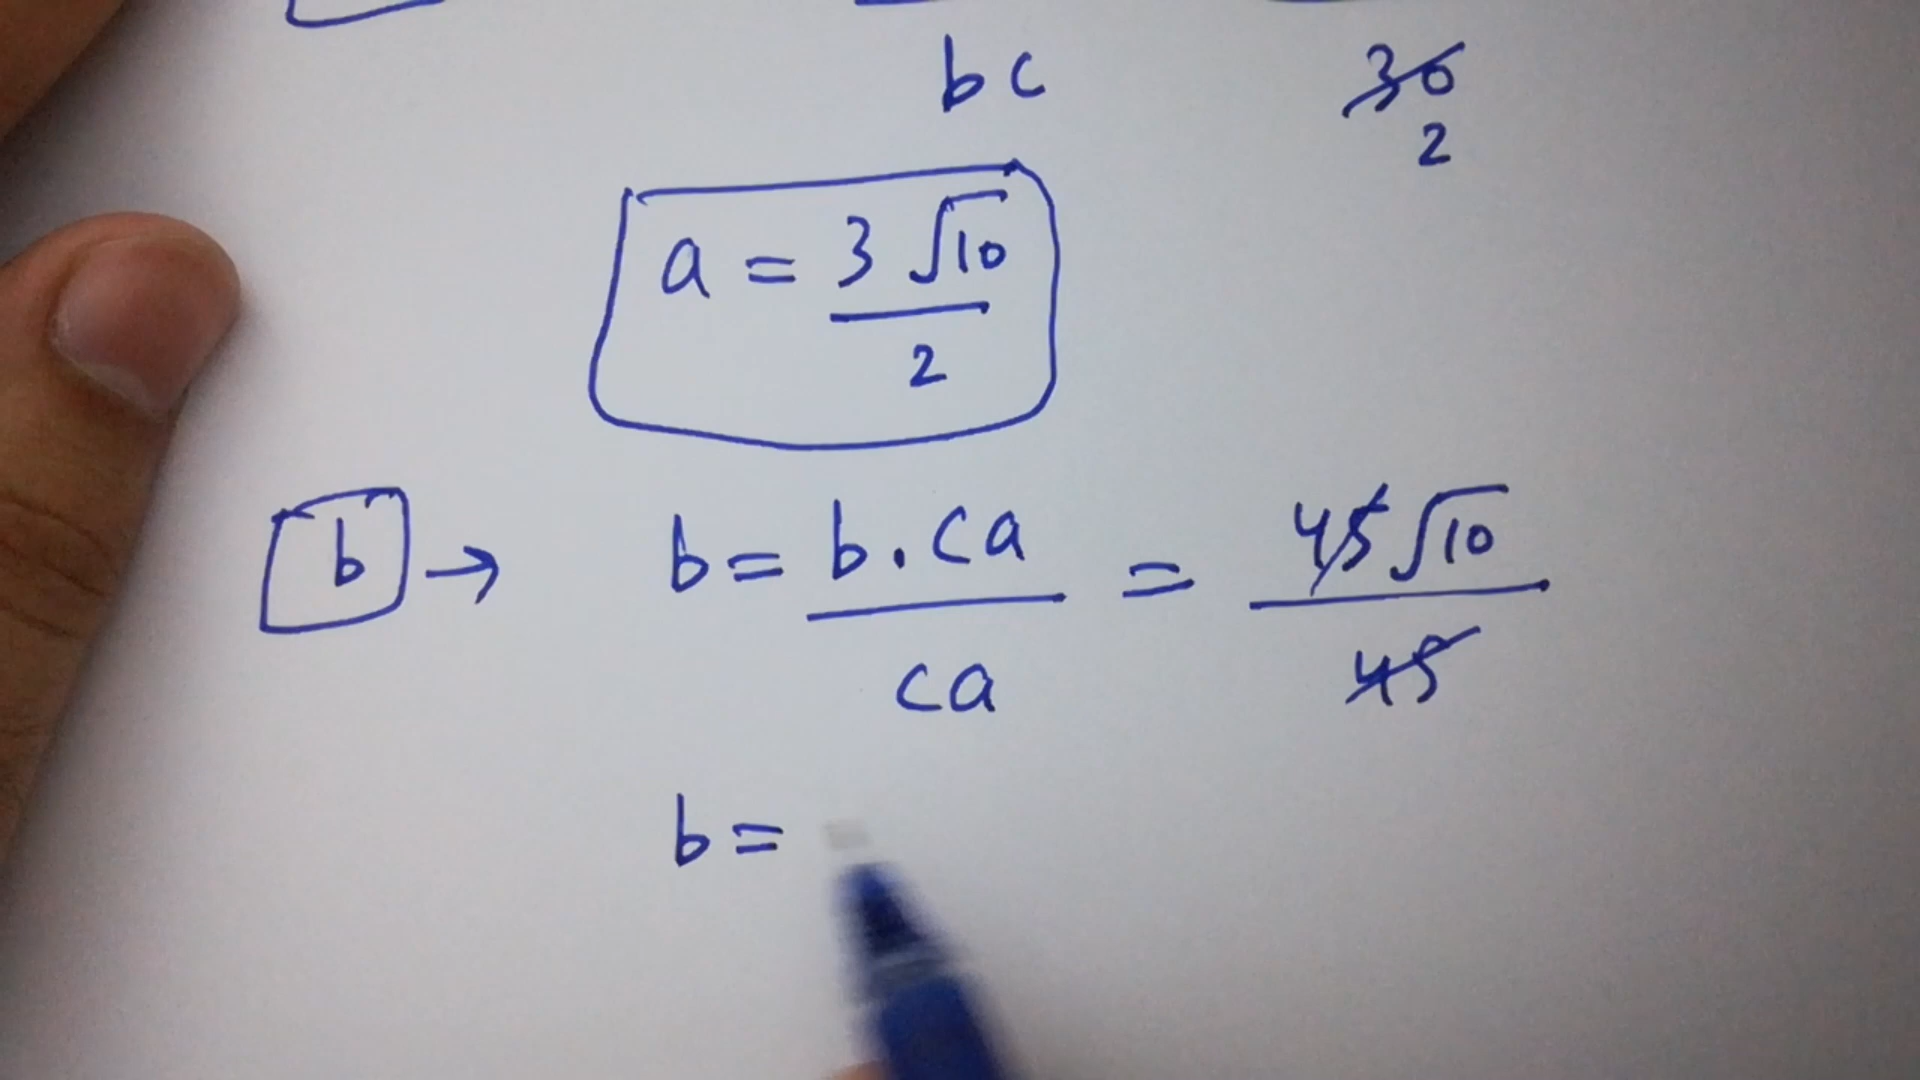 bc 30
2
a = 3√10
2
b → b = b.ca = 45√10
ca 45
b =